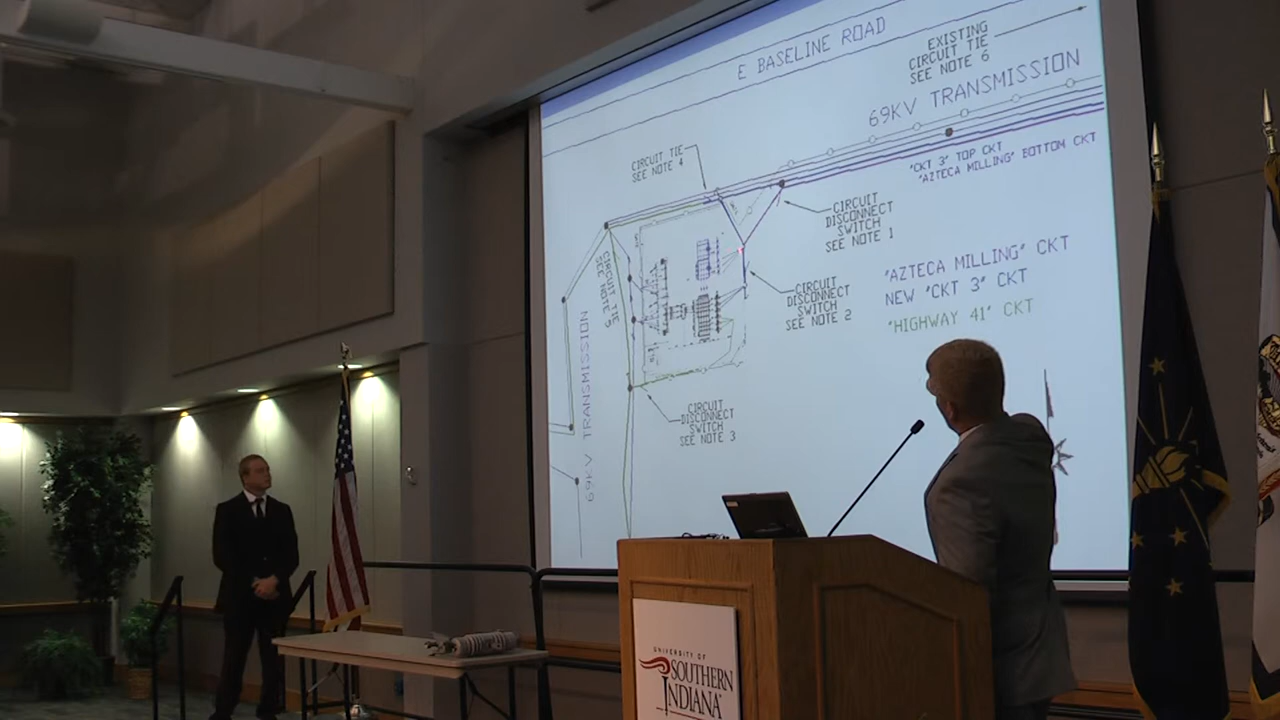 E BASELINE ROAD
EXISTING
CIRCUIT TIE
SEE NOTE 6
69KV TRANSMISSION
CIRCUIT TIE
SEE NOTE 4
"CKT 3" TOP CKT
"AZTECA MILLING" BOTTOM CKT
CIRCUIT
DISCONNECT
SWITCH
SEE NOTE 1
CIRCUIT TIE
SEE NOTE 5
CIRCUIT
DISCONNECT
SWITCH
SEE NOTE 2
"AZTECA MILLING" CKT
NEW "CKT 3" CKT
"HIGHWAY 41" CKT
69KV TRANSMISSION
CIRCUIT
DISCONNECT
SWITCH
SEE NOTE 3
UNIVERSITY OF
SOUTHERN
INDIANA